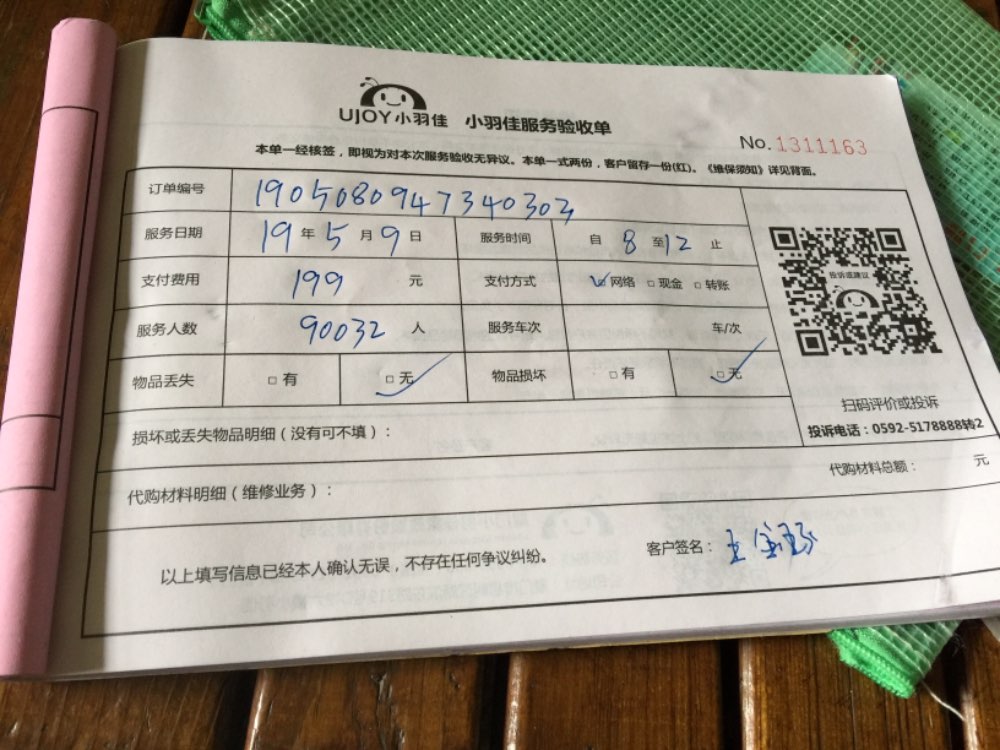 UJOY小羽佳 小羽佳服务验收单
No. 1311163
本单一经核签，即视为对本次服务验收无异议。本单一式两份，客户留存一份(红)。《维保须知》详见背面。
订单编号 1905080947340303
服务日期 19 年 5 月 9 日 服务时间 自 8 至 12 止
支付费用 199 元 支付方式 ☑网络 □现金 □转账
服务人数 90032 人 服务车次 车/次
物品丢失 □有 ☑无 物品损坏 □有 ☑无
投诉或建议
扫码评价或投诉
投诉电话：0592-5178888转2
损坏或丢失物品明细（没有可不填）：
代购材料明细（维修业务）： 代购材料总额： 元
以上填写信息已经本人确认无误，不存在任何争议纠纷。 客户签名：